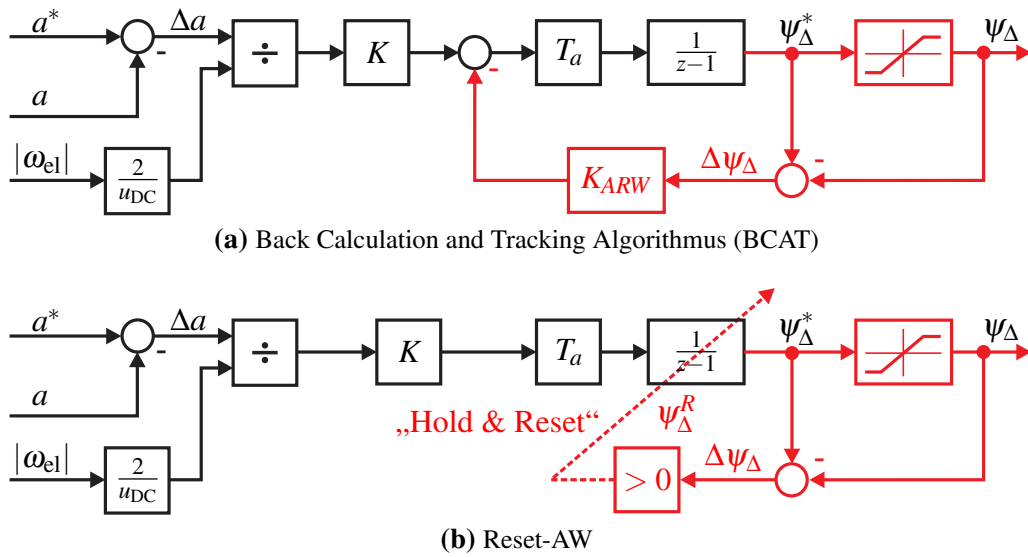 a* Δa ÷ K T_a 1/(z−1) ψ*_Δ ψ_Δ
-
-
a
|ω_el| 2/u_DC K_ARW Δψ_Δ -
(a) Back Calculation and Tracking Algorithmus (BCAT)
a* Δa ÷ K T_a 1/(z−1) ψ*_Δ ψ_Δ
-
a
„Hold & Reset“ ψ^R_Δ
|ω_el| 2/u_DC > 0 Δψ_Δ -
(b) Reset-AW